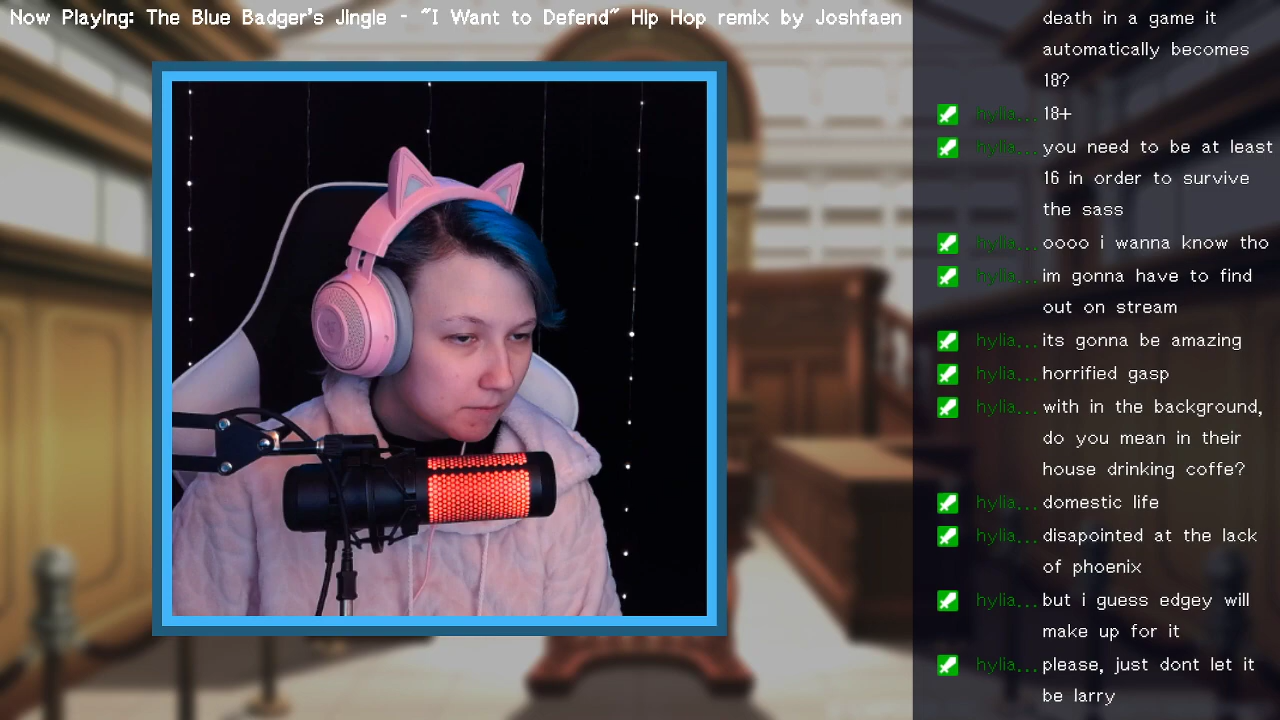 Now Playing: The Blue Badger's Jingle - "I Want to Defend" Hip Hop remix by Joshfaen
death in a game it
automatically becomes
18?
hylia... 18+
hylia... you need to be at least
16 in order to survive
the sass
hylia... oooo i wanna know tho
hylia... im gonna have to find
out on stream
hylia... its gonna be amazing
hylia... horrified gasp
hylia... with in the background,
do you mean in their
house drinking coffe?
hylia... domestic life
hylia... disapointed at the lack
of phoenix
hylia... but i guess edgey will
make up for it
hylia... please, just dont let it
be larry